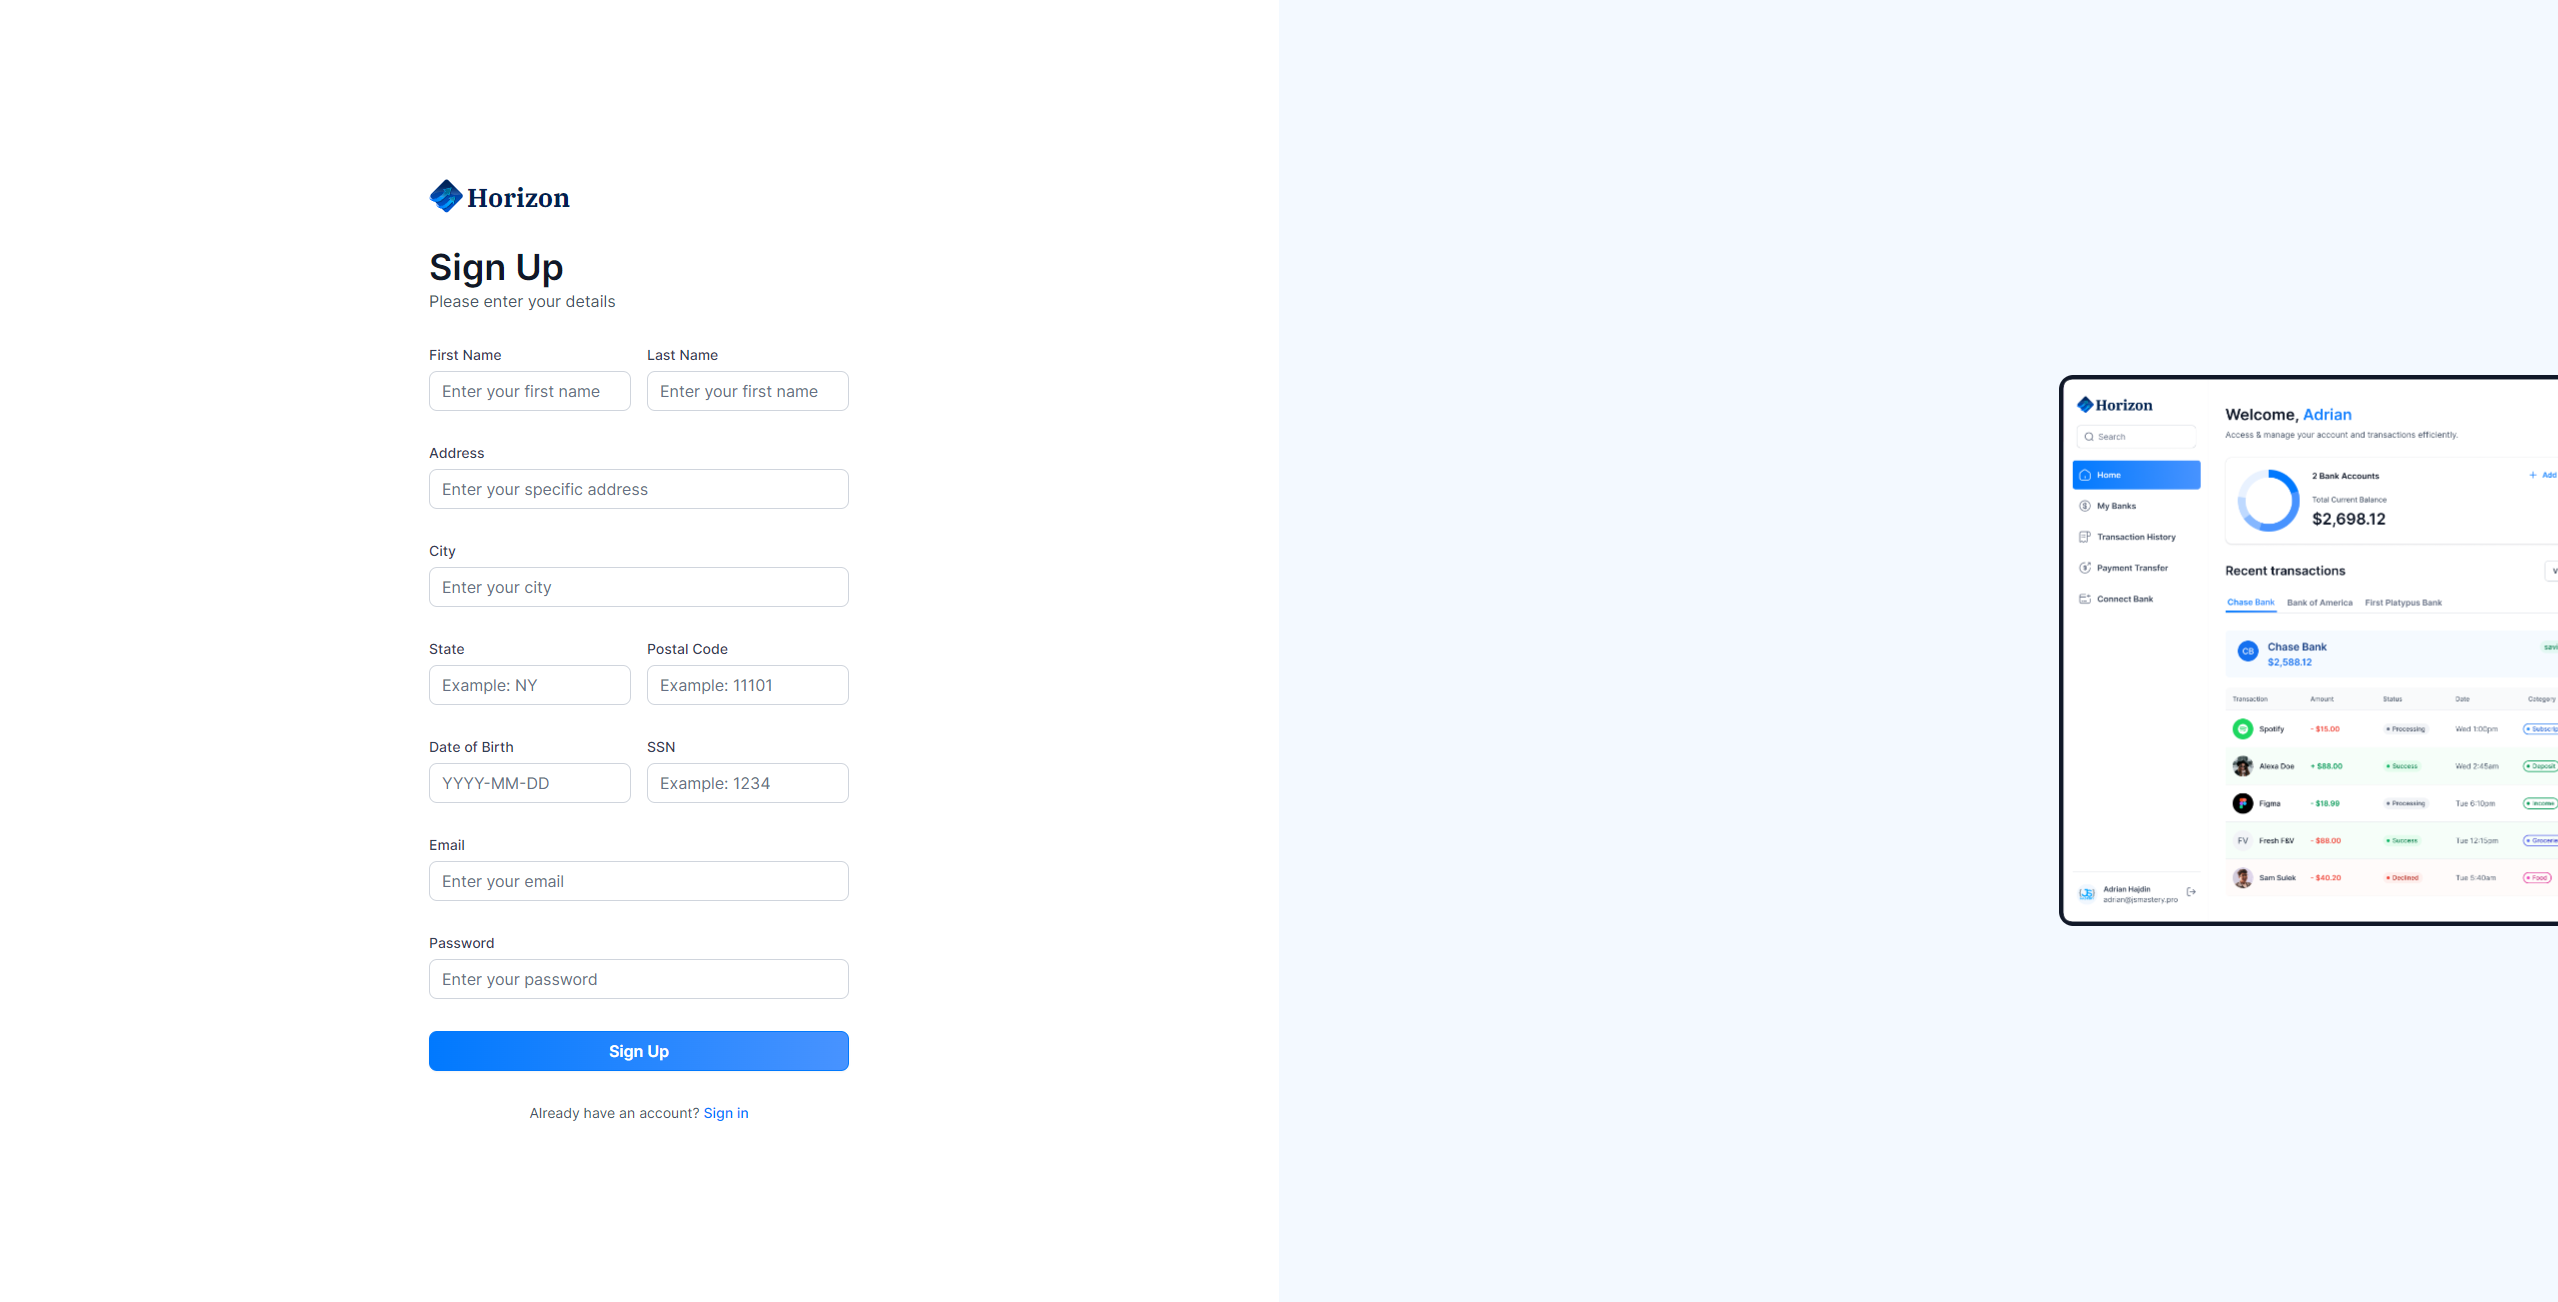 Horizon
Sign Up
Please enter your details
First Name Last Name
Enter your first name Enter your first name
Address
Enter your specific address
City
Enter your city
State Postal Code
Example: NY Example: 11101
Date of Birth SSN
YYYY-MM-DD Example: 1234
Email
Enter your email
Password
Enter your password
Sign Up
Already have an account? Sign in
Horizon
Search
Home
My Banks
Transaction History
Payment Transfer
Connect Bank
Adrian Hajdin
adrian@jsmastery.pro
Welcome, Adrian
Access & manage your account and transactions efficiently.
2 Bank Accounts + Add
Total Current Balance
$2,698.12
Recent transactions
Chase Bank Bank of America First Platypus Bank
CB Chase Bank
$2,588.12
Transaction Amount Status Date Category
Spotify - $15.00 Processing Wed 1:00pm
Alexa Doe + $88.00 Success Wed 2:45am Deposit
Figma - $18.99 Processing Tue 6:10pm Income
FV Fresh F&V - $88.00 Success Tue 12:15pm
Sam Sulek - $40.20 Declined Tue 5:40am Food